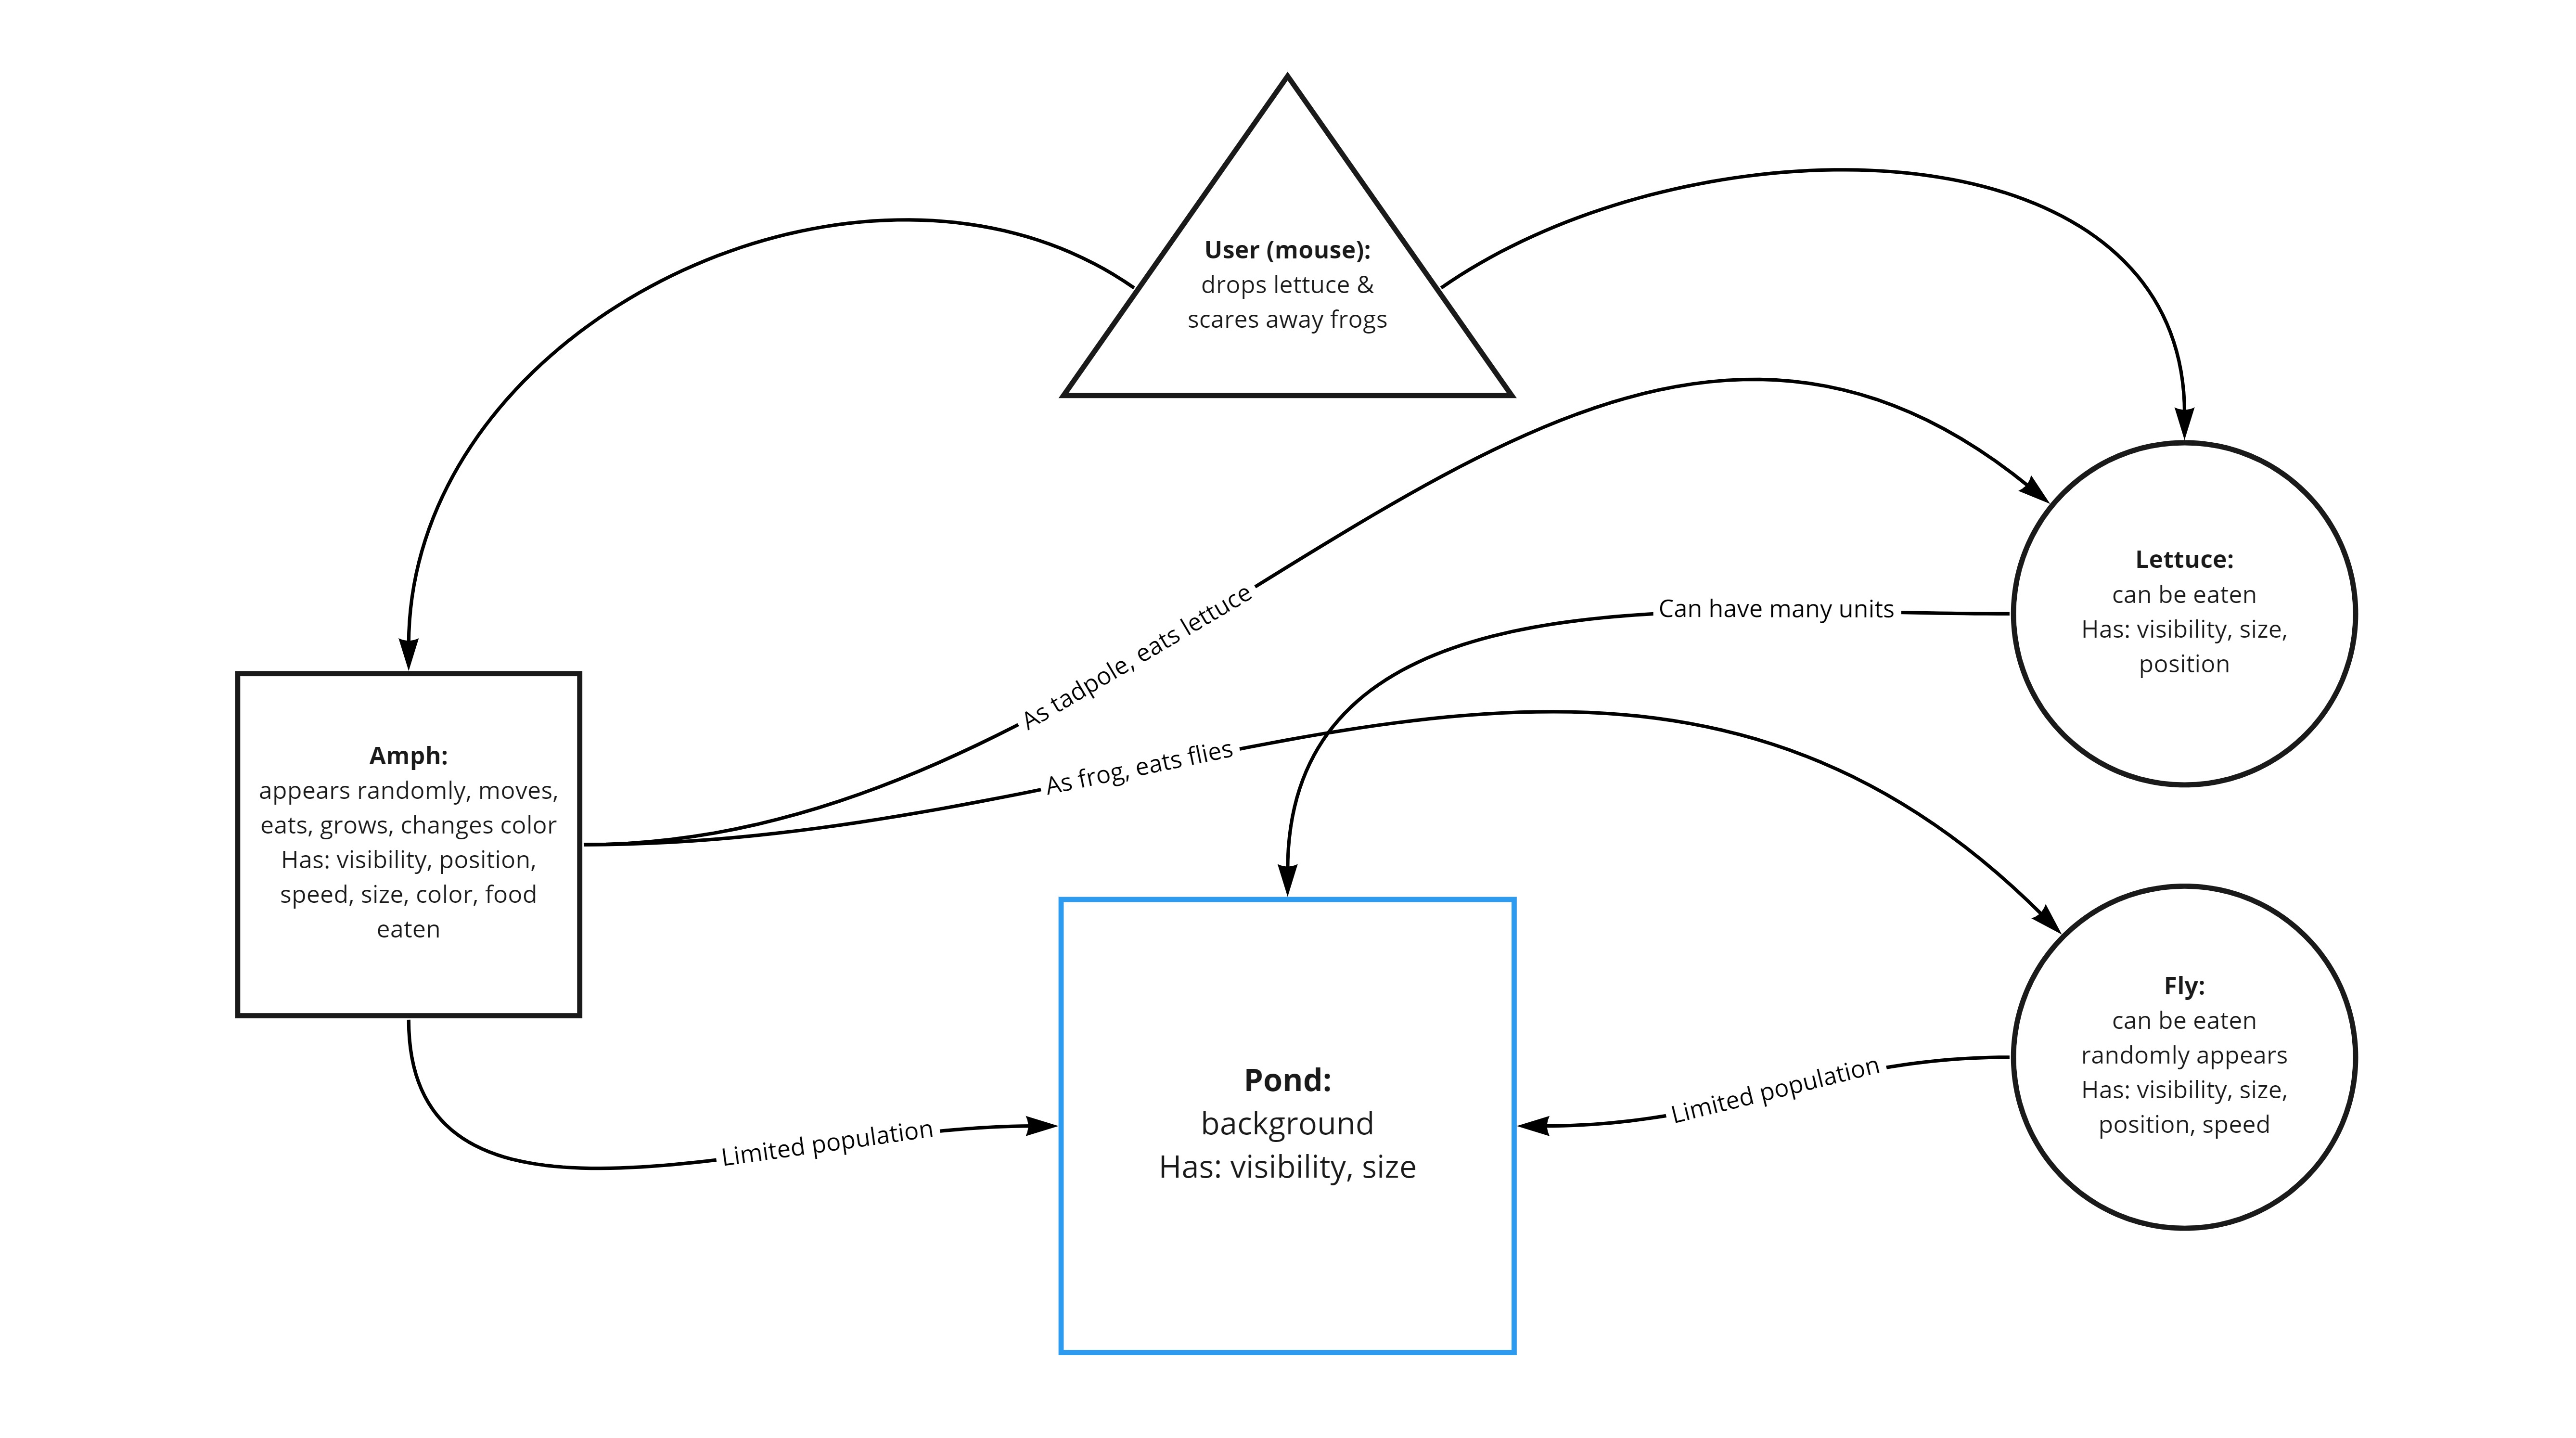 User (mouse):
drops lettuce &
scares away frogs
As tadpole, eats lettuce
Can have many units
Lettuce:
can be eaten
Has: visibility, size,
position
As frog, eats flies
Amph:
appears randomly, moves,
eats, grows, changes color
Has: visibility, position,
speed, size, color, food
eaten
Limited population
Pond:
background
Has: visibility, size
Limited population
Fly:
can be eaten
randomly appears
Has: visibility, size,
position, speed